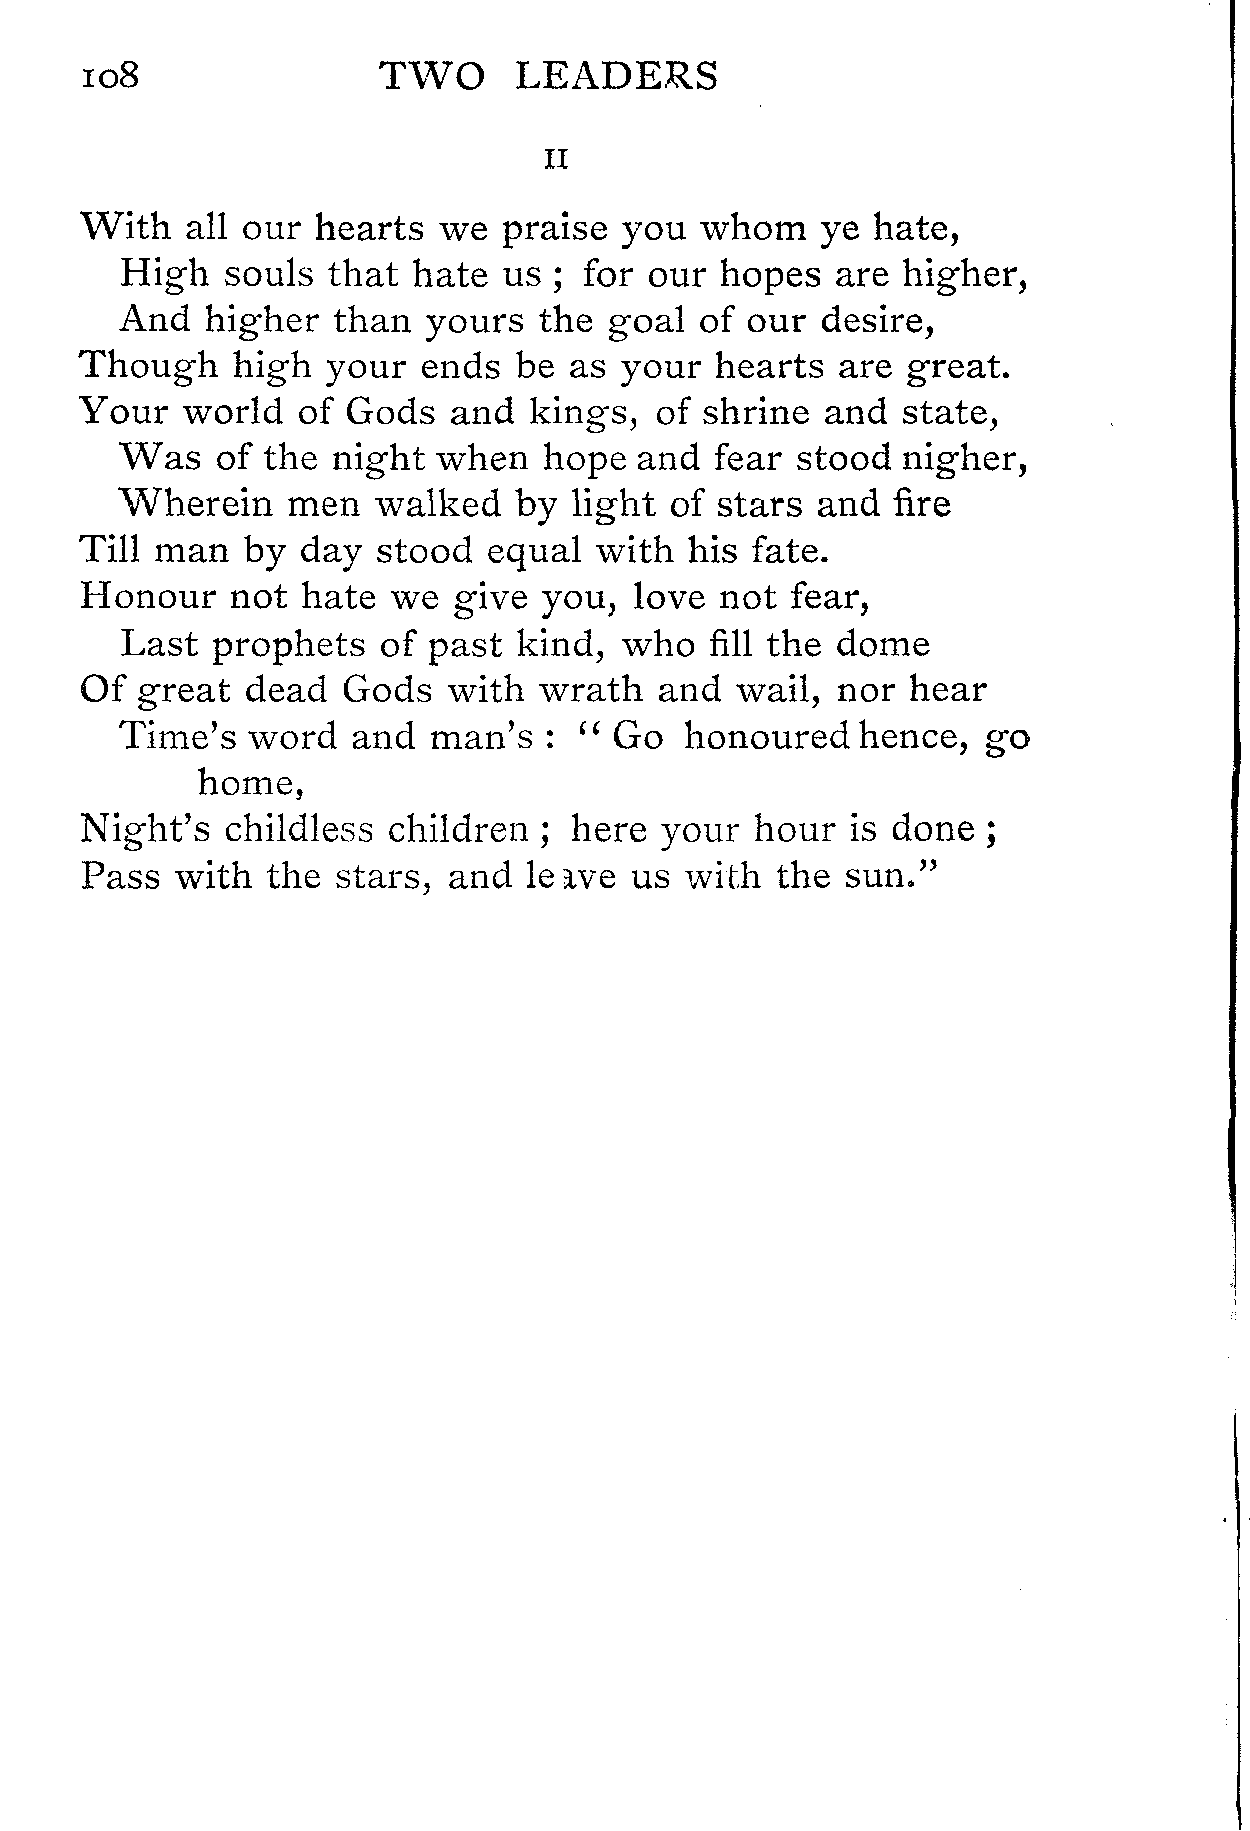 108 TWO LEADERS
II
With all our hearts we praise you whom ye hate,
High souls that hate us ; for our hopes are higher,
And higher than yours the goal of our desire,
Though high your ends be as your hearts are great.
Your world of Gods and kings, of shrine and state,
Was of the night when hope and fear stood nigher,
Wherein men walked by light of stars and fire
Till man by day stood equal with his fate.
Honour not hate we give you, love not fear,
Last prophets of past kind, who fill the dome
Of great dead Gods with wrath and wail, nor hear
Time's word and man's : “ Go honoured hence, go
home,
Night's childless children ; here your hour is done ;
Pass with the stars, and leave us with the sun.”